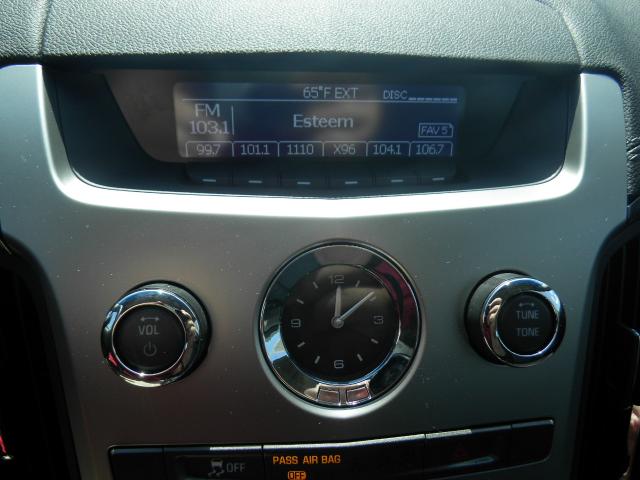 65°F EXT DISC
FM
103.1
Esteem
FAV 5
99.7 101.1 1110 X96 104.1 106.7
VOL
12
3
6
9
TUNE
TONE
OFF
PASS AIR BAG
OFF